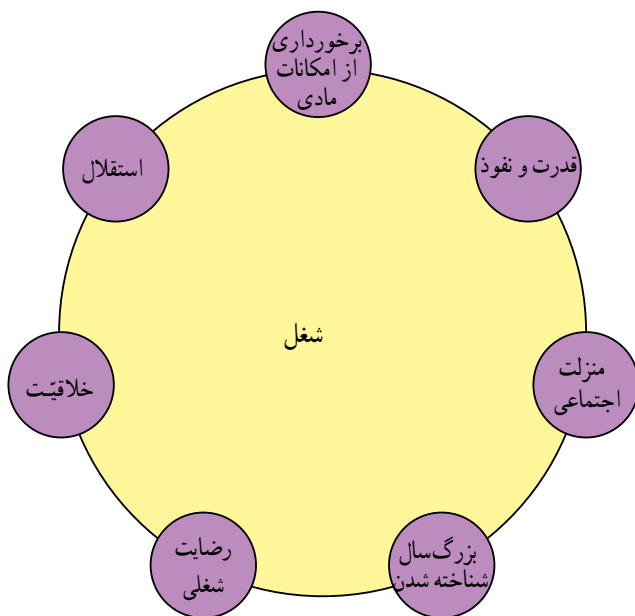 برخورداری
از امکانات
مادی
قدرت و نفوذ
منزلت
اجتماعی
بزرگ‌سال
شناخته شدن
رضایت
شغلی
خلاقیّت
استقلال
شغل